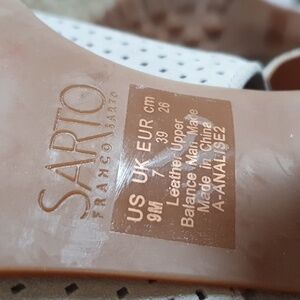 SARTO
FRANCO SARTO
US UK EUR cm
9M 7 39 26
Leather Upper
Balance Man Made
Made in China
A-ANALISE2